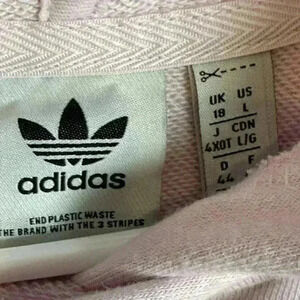 adidas
END PLASTIC WASTE
THE BRAND WITH THE 3 STRIPES
UK US
18 L
J CDN
4XOT L/G
D F
44